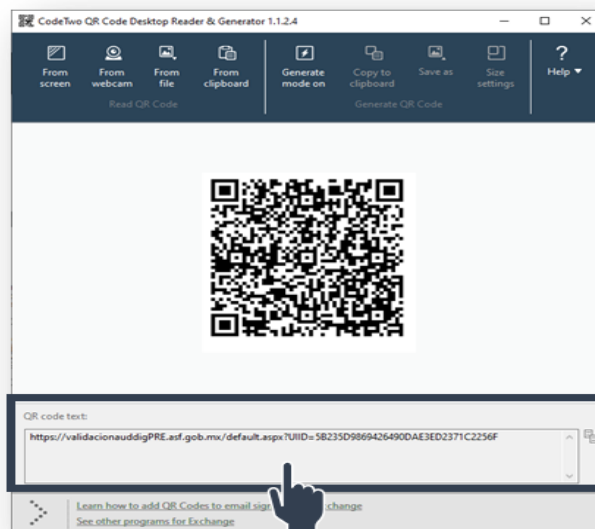 CodeTwo QR Code Desktop Reader & Generator 1.1.2.4
From screen
From webcam
From file
From clipboard
Generate mode on
Copy to clipboard
Save as
Size settings
Help
Read QR Code
Generate QR Code
QR code text:
https://validacionauddigPRE.asf.gob.mx/default.aspx?UIID=5B235D9869426490DAE3ED2371C2256F
Learn how to add QR Codes to email change
See other programs for Exchange